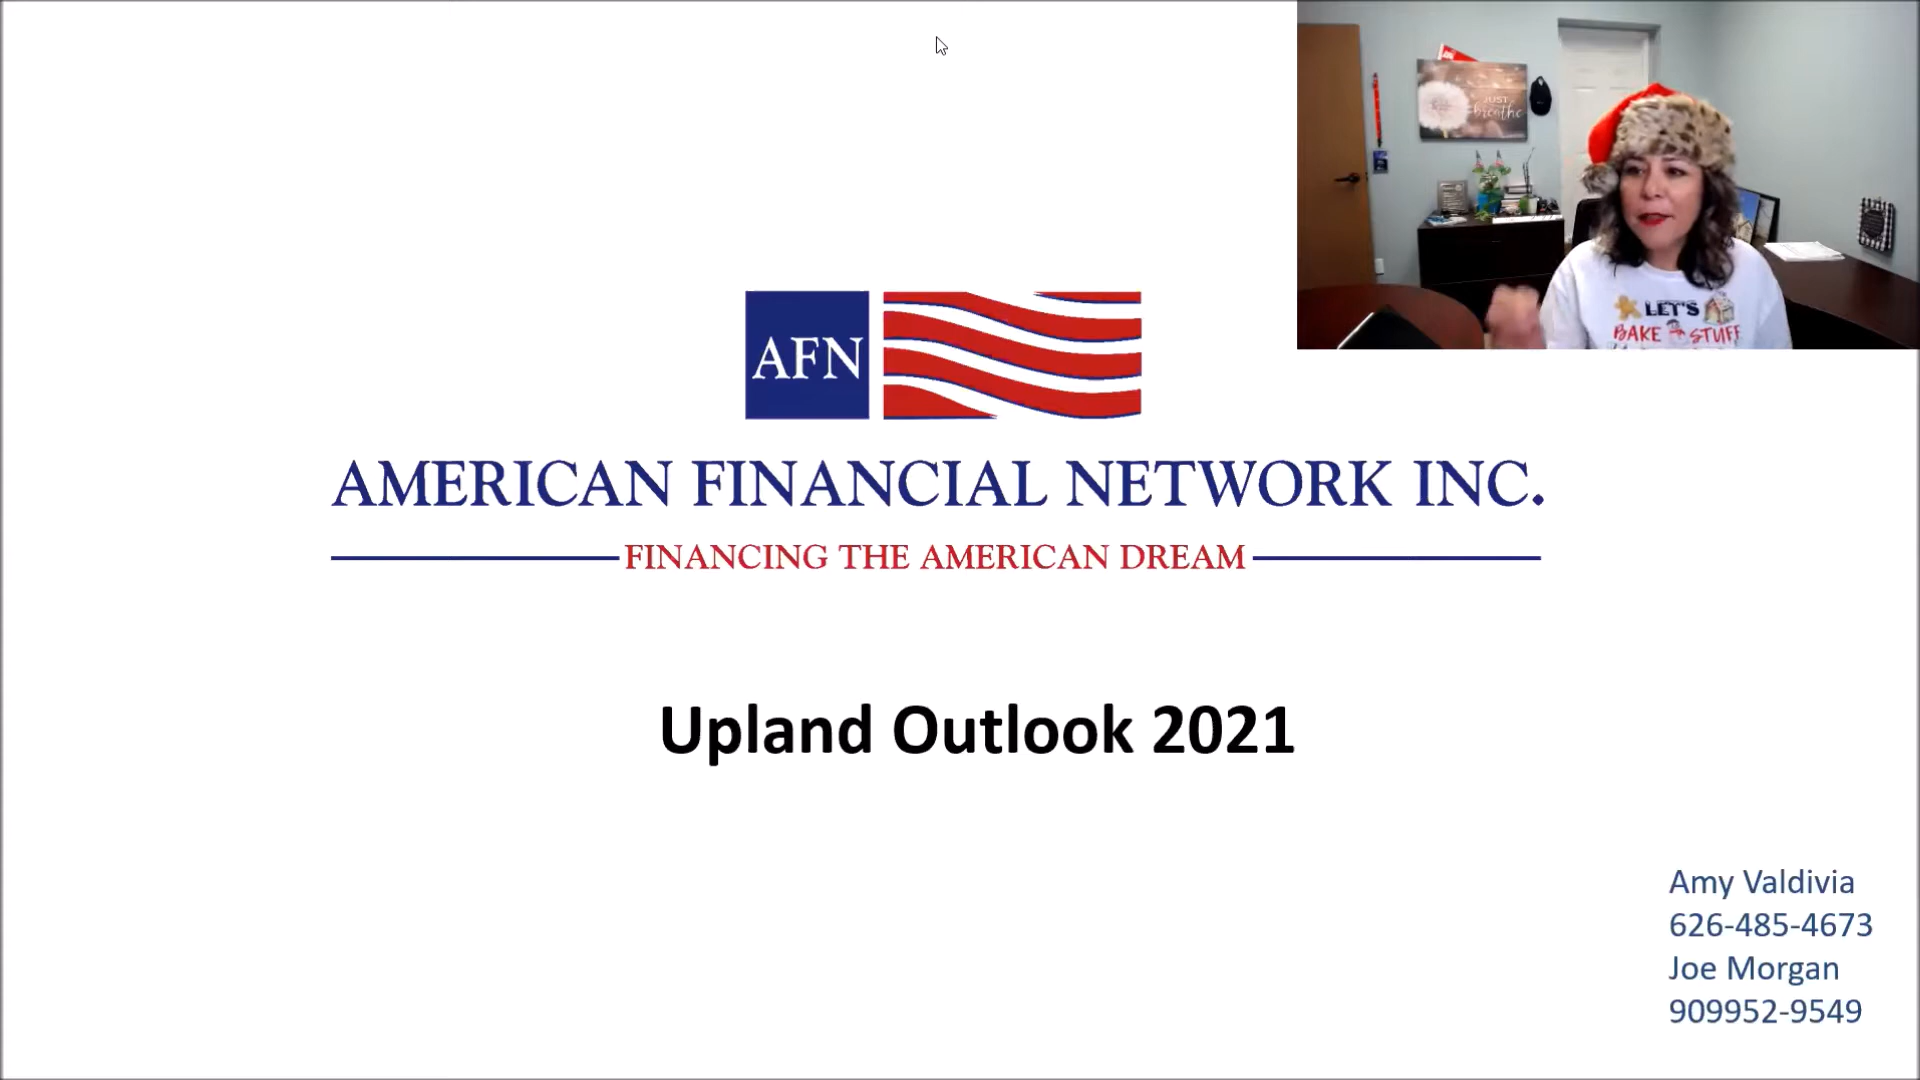 JUST
breathe
LET'S
BAKE STUFF
AFN
AMERICAN FINANCIAL NETWORK INC.
FINANCING THE AMERICAN DREAM
Upland Outlook 2021
Amy Valdivia
626-485-4673
Joe Morgan
909952-9549